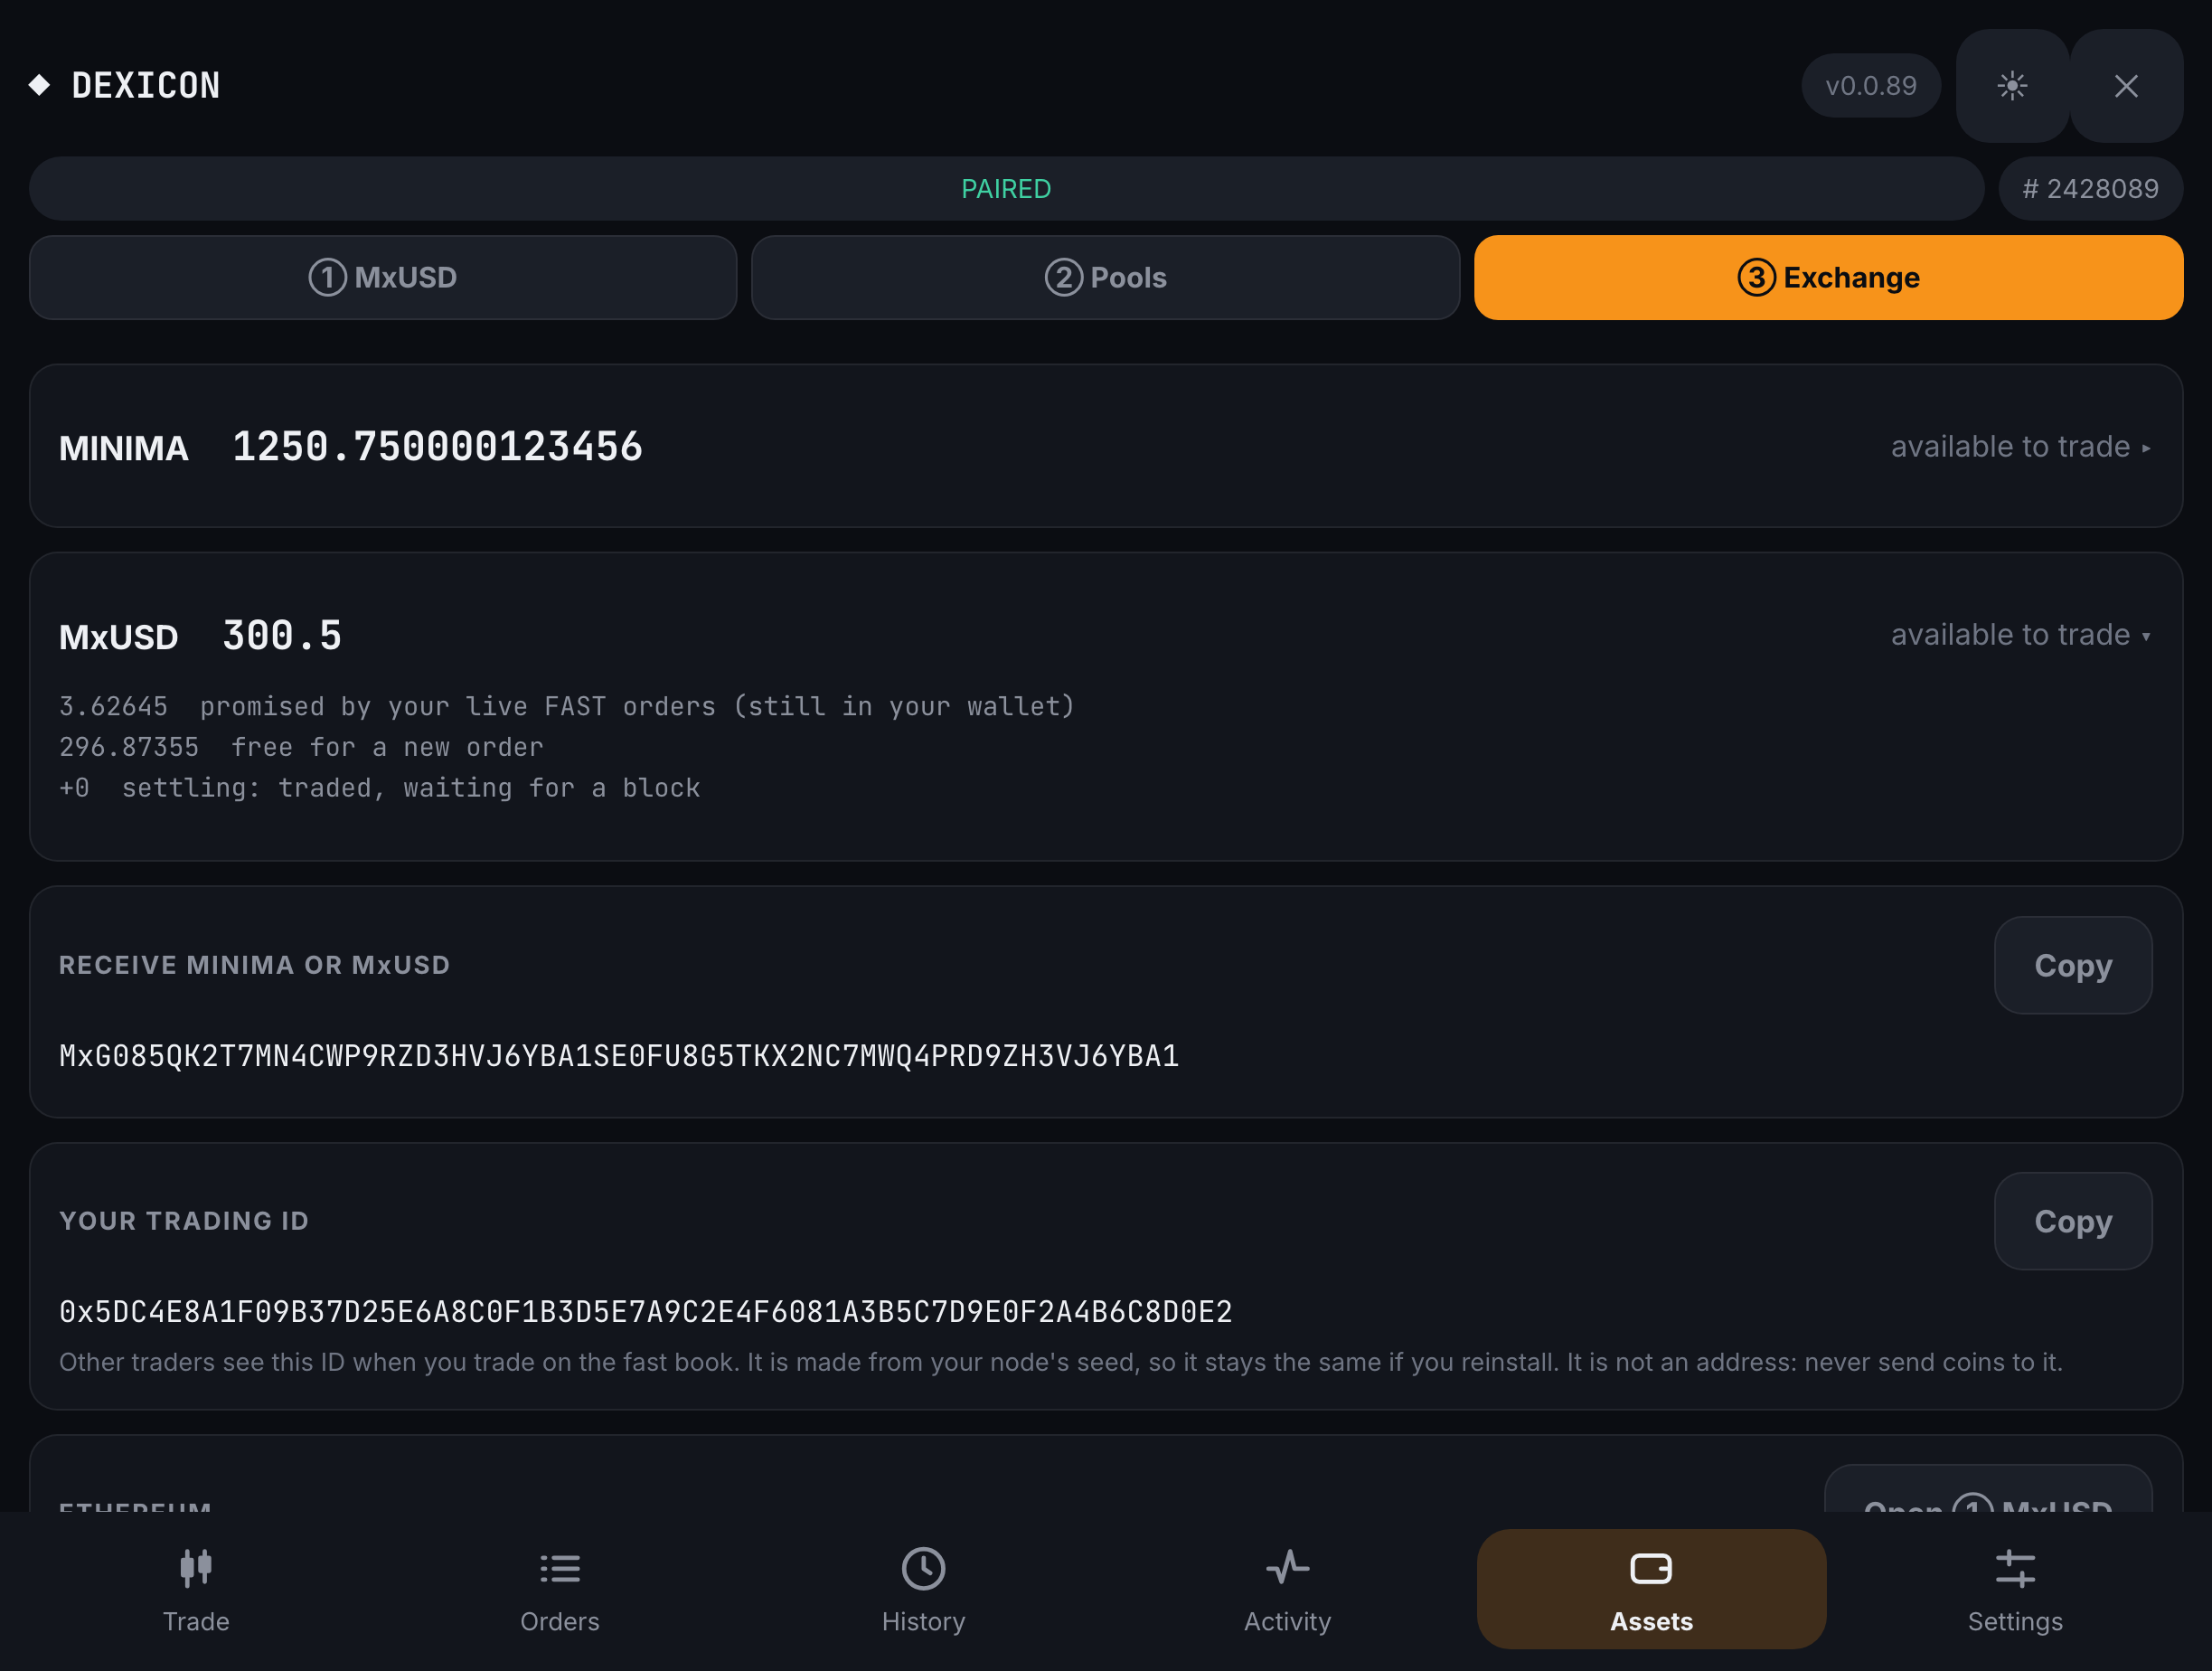 ◆ DEXICON
v0.0.89
PAIRED
# 2428089
① MxUSD
② Pools
③ Exchange
MINIMA 1250.750000123456
available to trade ▸
MxUSD 300.5
available to trade ▾
3.62645 promised by your live FAST orders (still in your wallet)
296.87355 free for a new order
+0 settling: traded, waiting for a block
RECEIVE MINIMA OR MxUSD
Copy
MxG085QK2T7MN4CWP9RZD3HVJ6YBA1SE0FU8G5TKX2NC7MWQ4PRD9ZH3VJ6YBA1
YOUR TRADING ID
Copy
0x5DC4E8A1F09B37D25E6A8C0F1B3D5E7A9C2E4F6081A3B5C7D9E0F2A4B6C8D0E2
Other traders see this ID when you trade on the fast book. It is made from your node's seed, so it stays the same if you reinstall. It is not an address: never send coins to it.
ETHEREUM
Open ① MxUSD
Trade
Orders
History
Activity
Assets
Settings